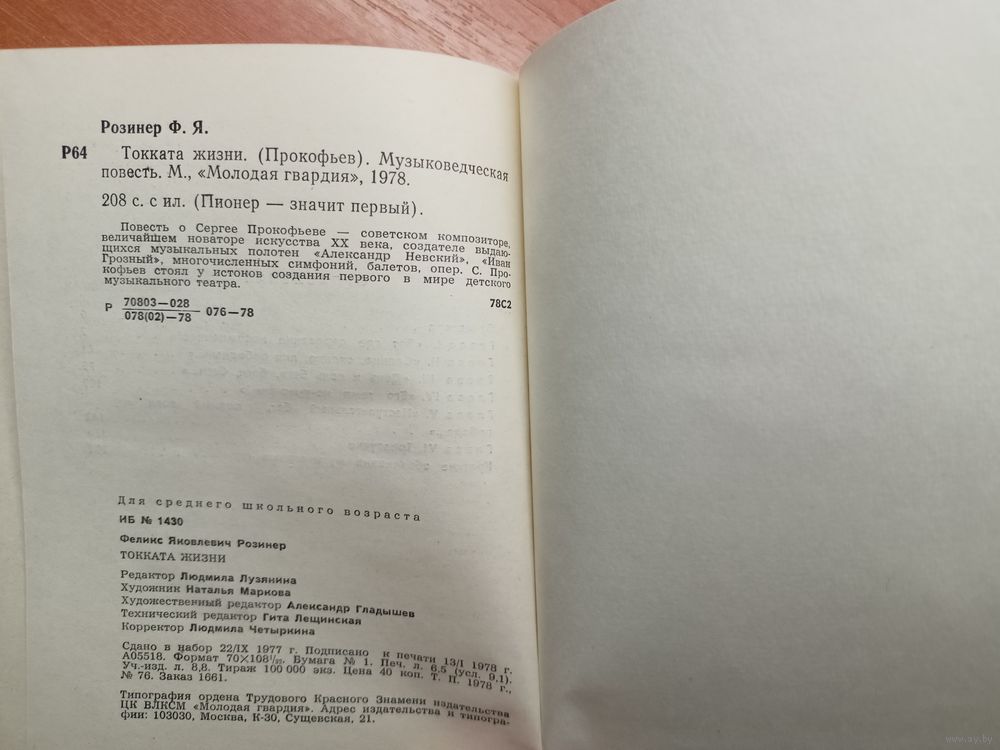 Розинер Ф. Я.
Р64 Токката жизни. (Прокофьев). Музыковедческая
повесть. М., «Молодая гвардия», 1978.
208 с. с ил. (Пионер — значит первый).
Повесть о Сергее Прокофьеве — советском композиторе,
величайшем новаторе искусства XX века, создателе выдаю-
щихся музыкальных полотен «Александр Невский», «Иван
Грозный», многочисленных симфоний, балетов, опер. С. Про-
кофьев стоял у истоков создания первого в мире детского
музыкального театра.
Р 70803—028
078(02)—78 — 076—78 78С2
Для среднего школьного возраста
ИБ № 1430
Феликс Яковлевич Розинер
ТОККАТА ЖИЗНИ
Редактор Людмила Лузянина
Художник Наталья Маркова
Художественный редактор Александр Гладышев
Технический редактор Гита Лещинская
Корректор Людмила Четыркина
Сдано в набор 22/IX 1977 г. Подписано к печати 13/I 1978 г.
А05518. Формат 70×108¹/₃₂. Бумага № 1. Печ. л. 6,5 (усл. 9,1).
Уч.-изд. л. 8,8. Тираж 100 000 экз. Цена 40 коп. Т. П. 1978 г.,
№ 76. Заказ 1661.
Типография ордена Трудового Красного Знамени издательства
ЦК ВЛКСМ «Молодая гвардия». Адрес издательства и типогра-
фии: 103030, Москва, К-30, Сущевская, 21.
www.ay.by